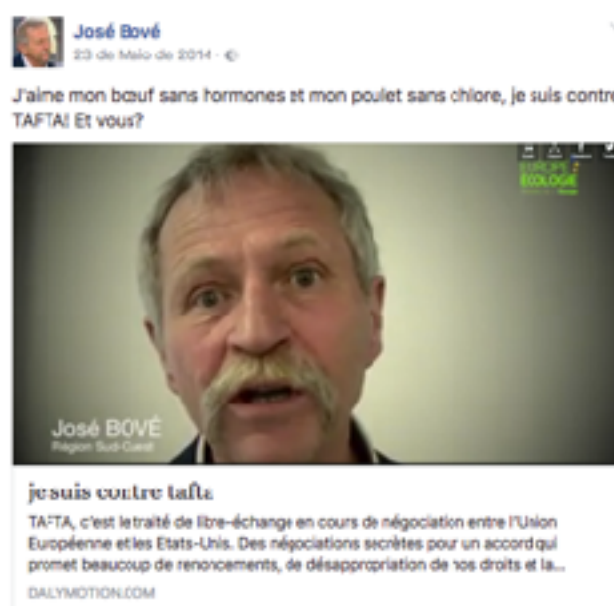 José Bové
23 de Maio de 2014
J'aime mon bœuf sans hormones et mon poulet sans chlore, je suis contre
TAFTA! Et vous?
EUROPE
ECOLOGIE
José BOVÉ
Région Sud-Ouest
je suis contre tafta
TAFTA, c'est le traité de libre-échange en cours de négociation entre l'Union
Européenne et les Etats-Unis. Des négociations secrètes pour un accord qui
promet beaucoup de renoncements, de désappropriation de nos droits et la...
DAILYMOTION.COM